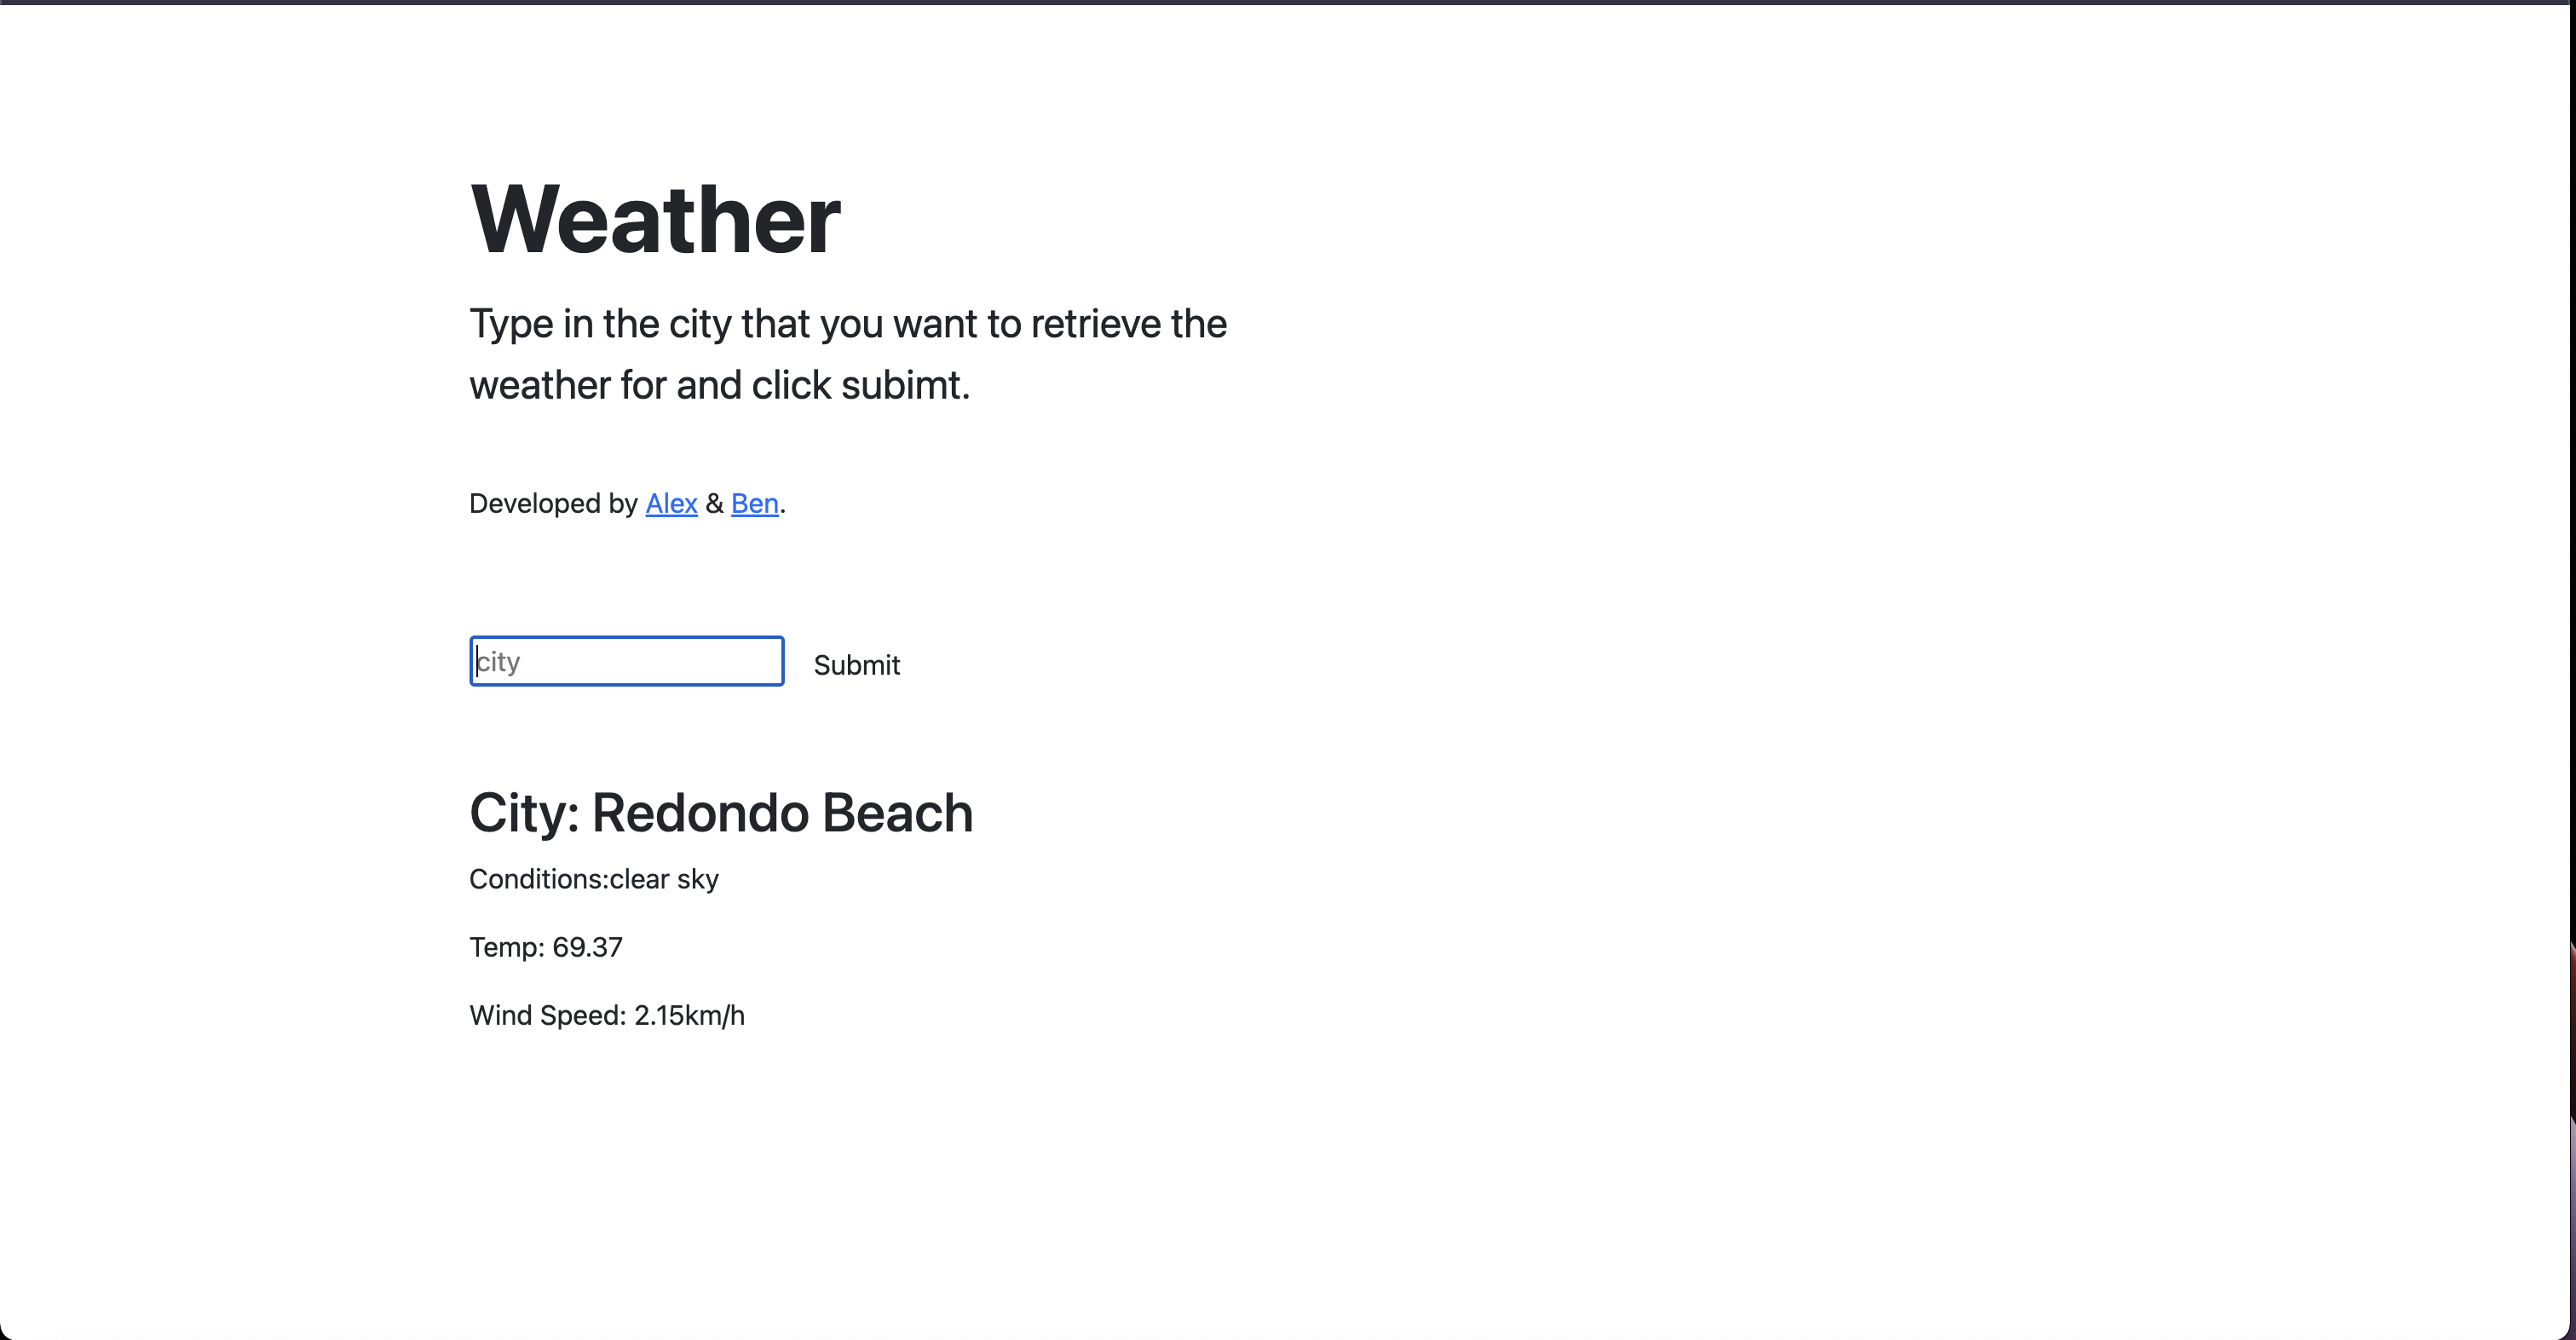 Weather
Type in the city that you want to retrieve the
weather for and click subimt.
Developed by Alex & Ben.
city
Submit
City: Redondo Beach
Conditions:clear sky
Temp: 69.37
Wind Speed: 2.15km/h